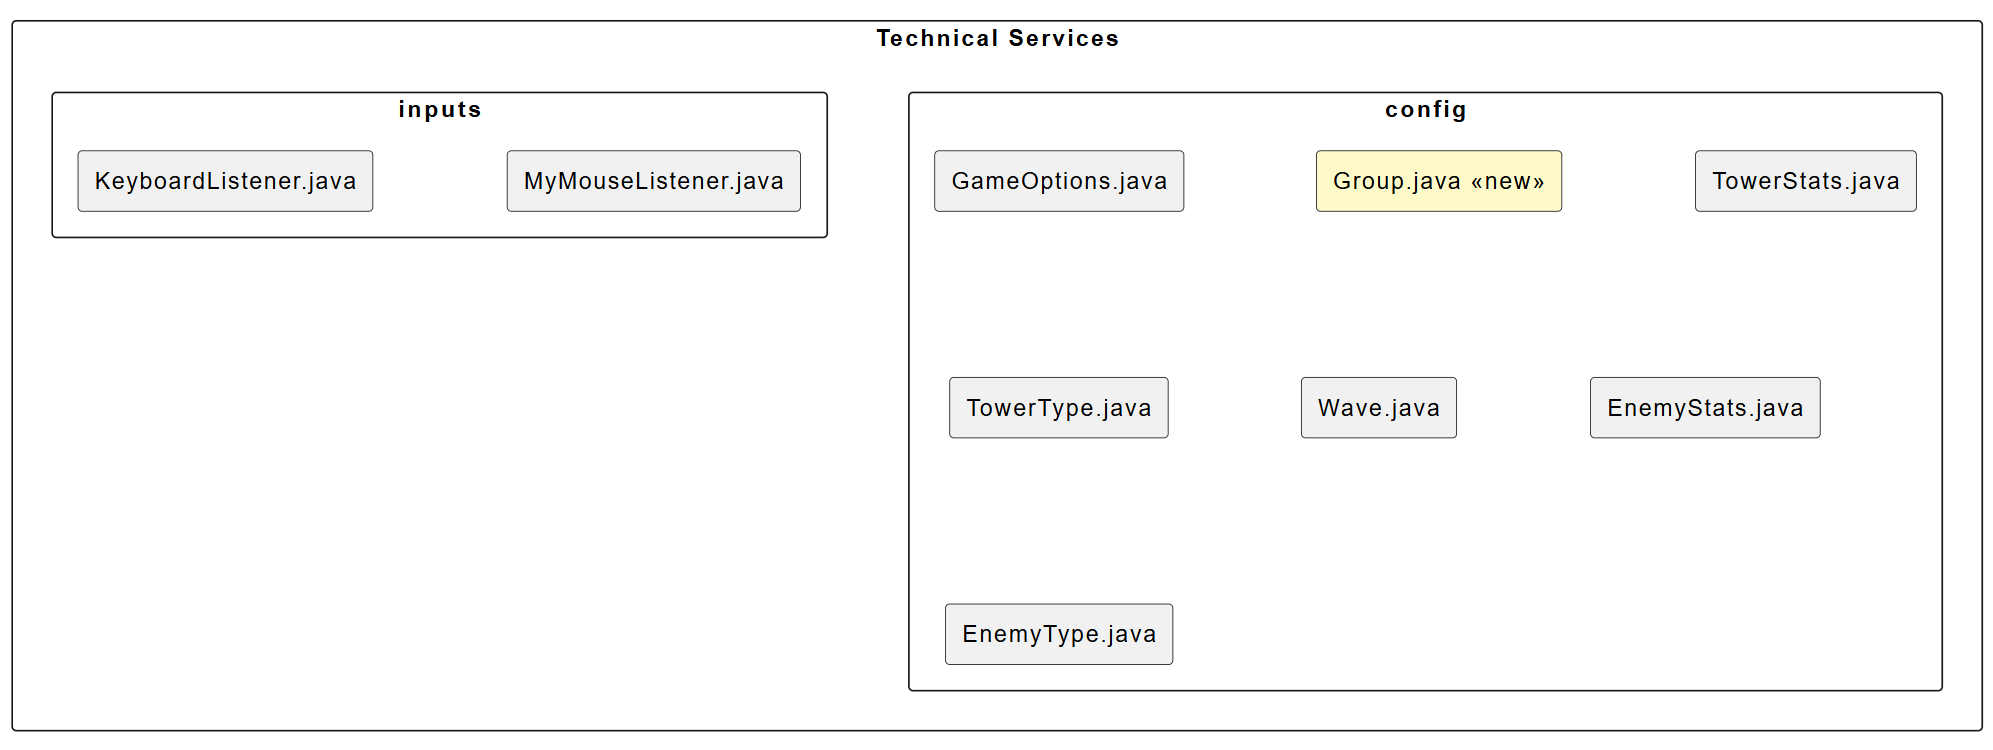 Technical Services
inputs
KeyboardListener.java
MyMouseListener.java
config
GameOptions.java
Group.java «new»
TowerStats.java
TowerType.java
Wave.java
EnemyStats.java
EnemyType.java